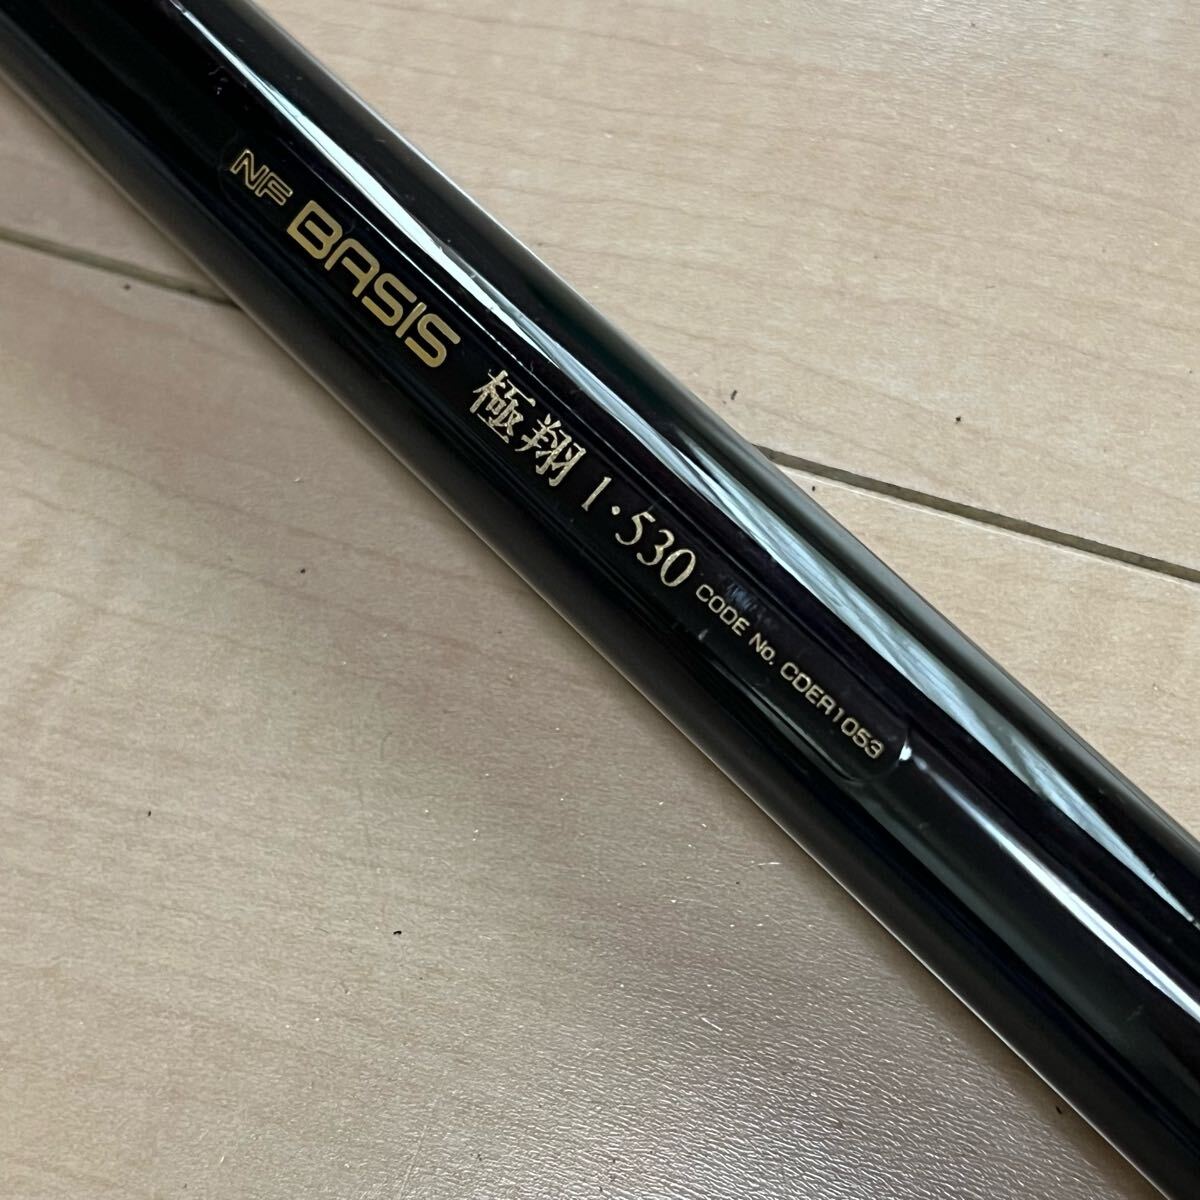 NF BASIS 極翔 1・530 CODE No. CDER1053